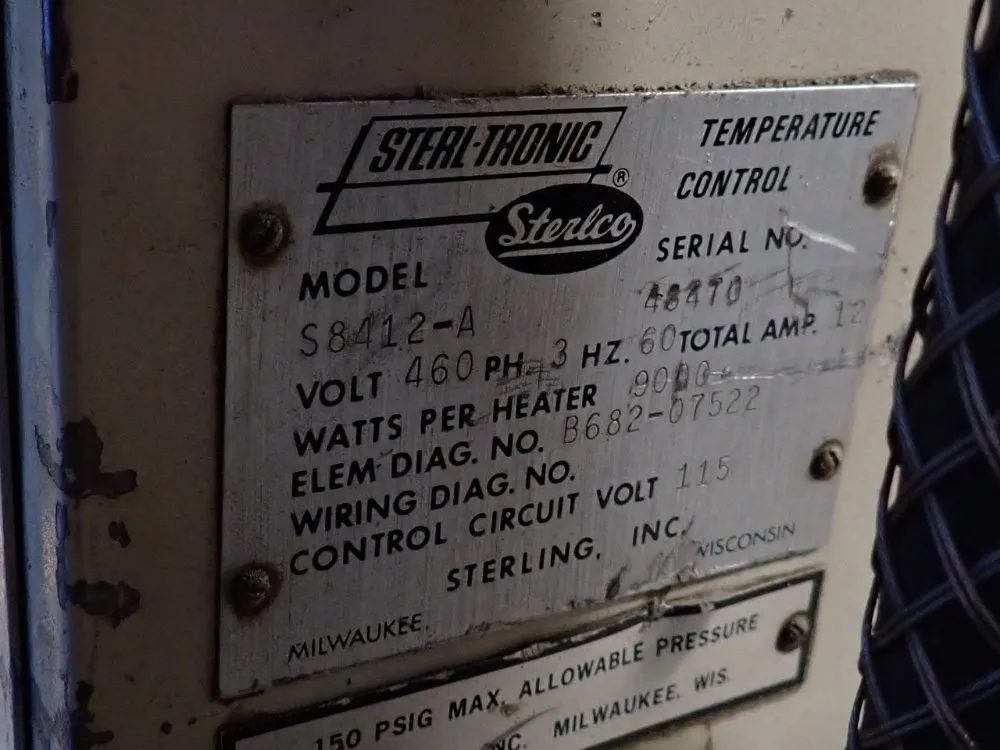 STERL-TRONIC ®
Sterlco
TEMPERATURE
CONTROL
MODEL
S8412-A
SERIAL NO.
48470
VOLT 460 PH. 3 HZ. 60 TOTAL AMP. 12
WATTS PER HEATER 9000
ELEM DIAG. NO. B682-07522
WIRING DIAG. NO.
CONTROL CIRCUIT VOLT 115
STERLING, INC.
MILWAUKEE, WISCONSIN
150 PSIG MAX. ALLOWABLE PRESSURE
INC. MILWAUKEE. WIS.